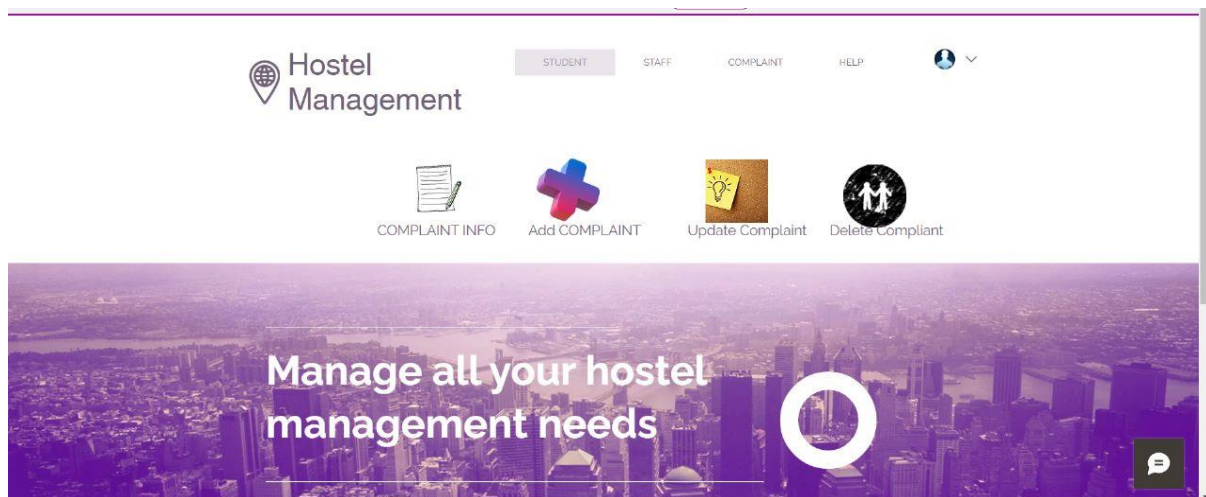 Hostel
Management
STUDENT STAFF COMPLAINT HELP
COMPLAINT INFO Add COMPLAINT Update Complaint Delete Compliant
Manage all your hostel
management needs